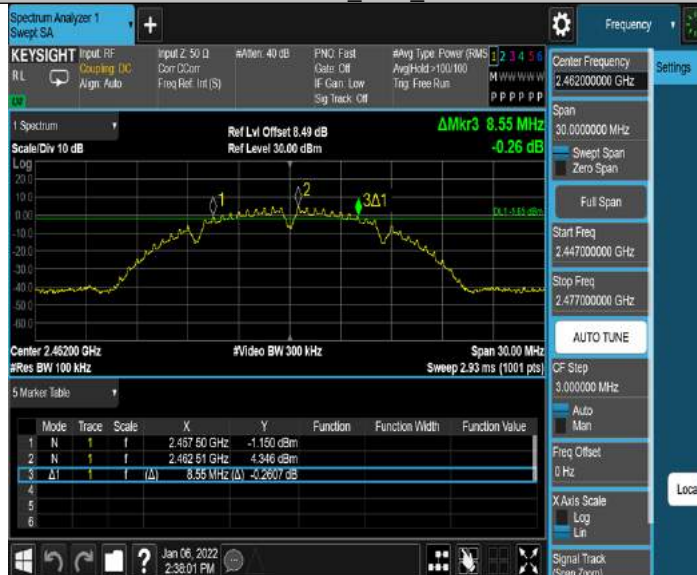 Spectrum Analyzer 1
Swept SA
+
Frequency
KEYSIGHT
RL
LW
Input: RF
Coupling: DC
Align: Auto
Input Z: 50 Ω
Corr CCorr
Freq Ref: Int (S)
#Atten: 40 dB
PNO: Fast
Gate: Off
IF Gain: Low
Sig Track: Off
#Avg Type: Power (RMS
Avg|Hold:>100/100
Trig: Free Run
1 2 3 4 5 6
M W W W W W
P P P P P P
1 Spectrum
Scale/Div 10 dB
Ref Lvl Offset 8.49 dB
Ref Level 30.00 dBm
ΔMkr3 8.55 MHz
-0.26 dB
Log
20.0
10.0
0.00
-10.0
-20.0
-30.0
-40.0
-50.0
-60.0
1
2
3Δ1
Center 2.46200 GHz
#Res BW 100 kHz
#Video BW 300 kHz
Span 30.00 MHz
Sweep 2.93 ms (1001 pts)
5 Marker Table
Mode Trace Scale X Y Function Function Width Function Value
1 N 1 f 2.457 50 GHz -1.150 dBm
2 N 1 f 2.462 51 GHz 4.346 dBm
3 Δ1 1 f (Δ) 8.55 MHz (Δ) -0.2607 dB
4
5
6
?
Jan 06, 2022
2:38:01 PM
Center Frequency
2.462000000 GHz
Span
30.0000000 MHz
Swept Span
Zero Span
Full Span
Start Freq
2.447000000 GHz
Stop Freq
2.477000000 GHz
AUTO TUNE
CF Step
3.000000 MHz
Auto
Man
Freq Offset
0 Hz
X Axis Scale
Log
Lin
Signal Track
(Span Zoom)
Settings
Loca